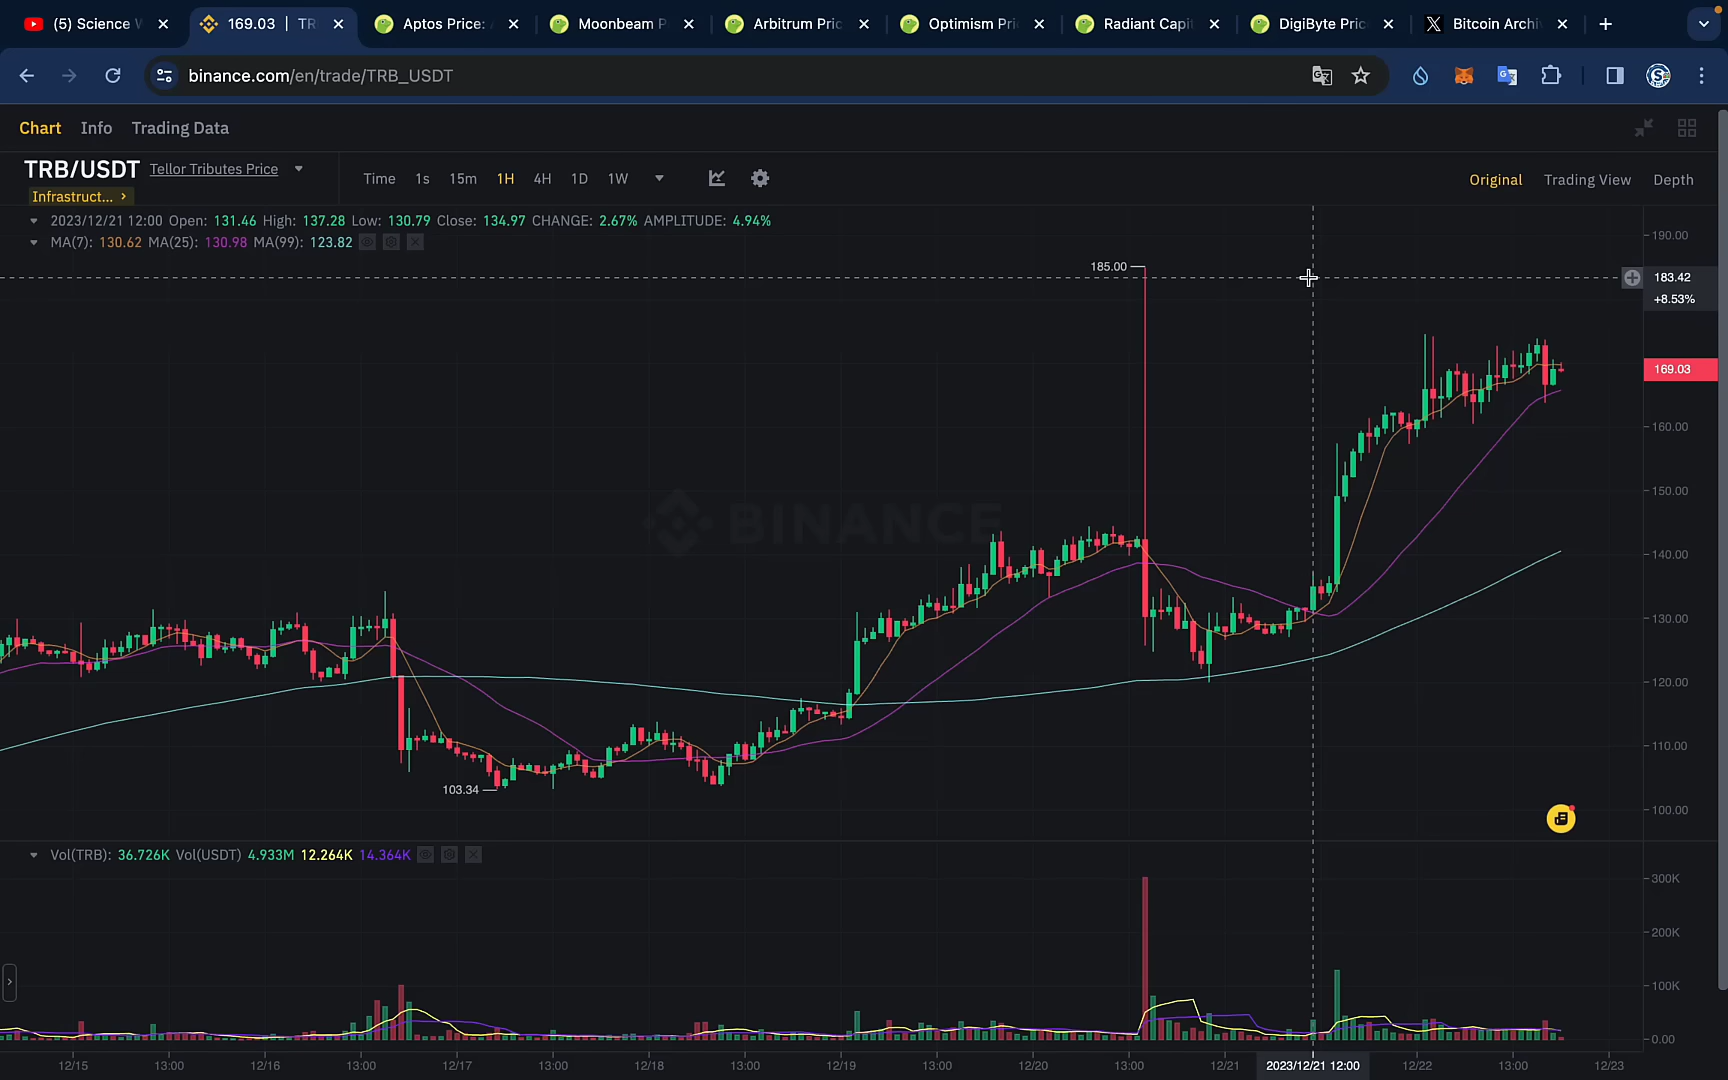 (5) Science
169.03 | TR
Aptos Price:
Moonbeam P
Arbitrum Pric
Optimism Pri
Radiant Capi
DigiByte Pric
Bitcoin Archi
binance.com/en/trade/TRB_USDT
Chart Info Trading Data
TRB/USDT Tellor Tributes Price
Infrastruct... >
Time 1s 15m 1H 4H 1D 1W
Original Trading View Depth
2023/12/21 12:00 Open: 131.46 High: 137.28 Low: 130.79 Close: 134.97 CHANGE: 2.67% AMPLITUDE: 4.94%
MA(7): 130.62 MA(25): 130.98 MA(99): 123.82
190.00
185.00
183.42
+8.53%
169.03
160.00
150.00
BINANCE
140.00
130.00
120.00
110.00
103.34
100.00
Vol(TRB): 36.726K Vol(USDT) 4.933M 12.264K 14.364K
300K
200K
100K
0.00
12/15 13:00 12/16 13:00 12/17 13:00 12/18 13:00 12/19 13:00 12/20 13:00 12/21 2023/12/21 12:00 12/22 13:00 12/23